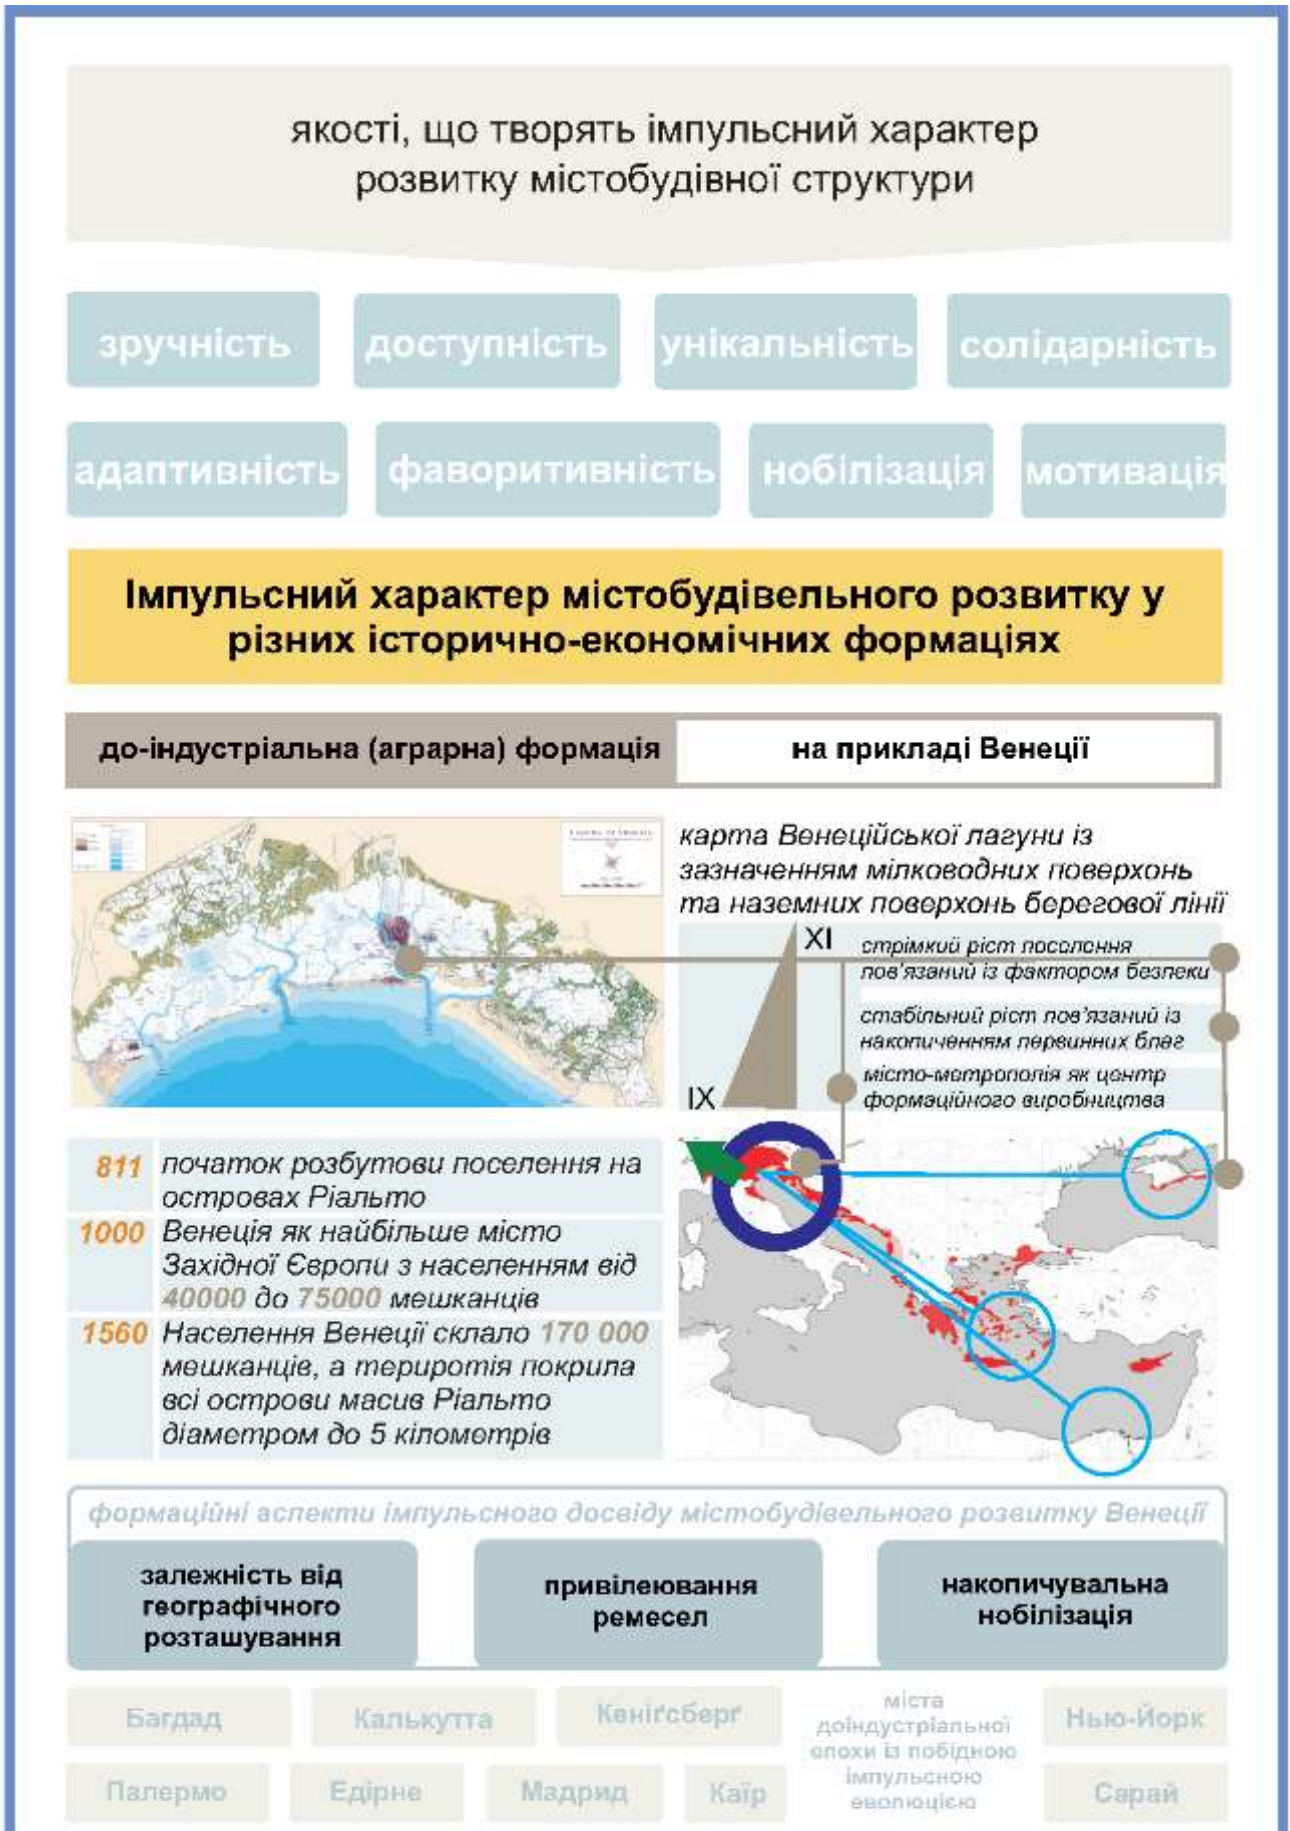 якості, що творять імпульсний характер
розвитку містобудівної структури
зручність
доступність
унікальність
солідарність
адаптивність
фаворитивність
нобілізація
мотивація
Імпульсний характер містобудівельного розвитку у
різних історично-економічних формаціях
до-індустріальна (аграрна) формація
на прикладі Венеції
карта Венеційської лагуни із
зазначенням мілководних поверхонь
та наземних поверхонь берегової лінії
XI
стрімкий ріст поселення
пов'язаний із фактором безпеки
стабільний ріст пов'язаний із
накопиченням первинних благ
місто-метрополія як центр
формаційного виробництва
IX
811 початок розбутови поселення на
островах Ріальто
1000 Венеція як найбільше місто
Західної Європи з населенням від
40000 до 75000 мешканців
1560 Населення Венеції склало 170 000
мешканців, а териротія покрила
всі острови масив Ріальто
діаметром до 5 кілометрів
формаційні аспекти імпульсного досвіду містобудівельного розвитку Венеції
залежність від
географічного
розташування
привілеювання
ремесел
накопичувальна
нобілізація
Багдад
Калькутта
Кеніґсберґ
міста
доіндустріальної
епохи із побідною
імпульсною
еволюцією
Нью-Йорк
Палермо
Едірне
Мадрид
Каїр
Сарай